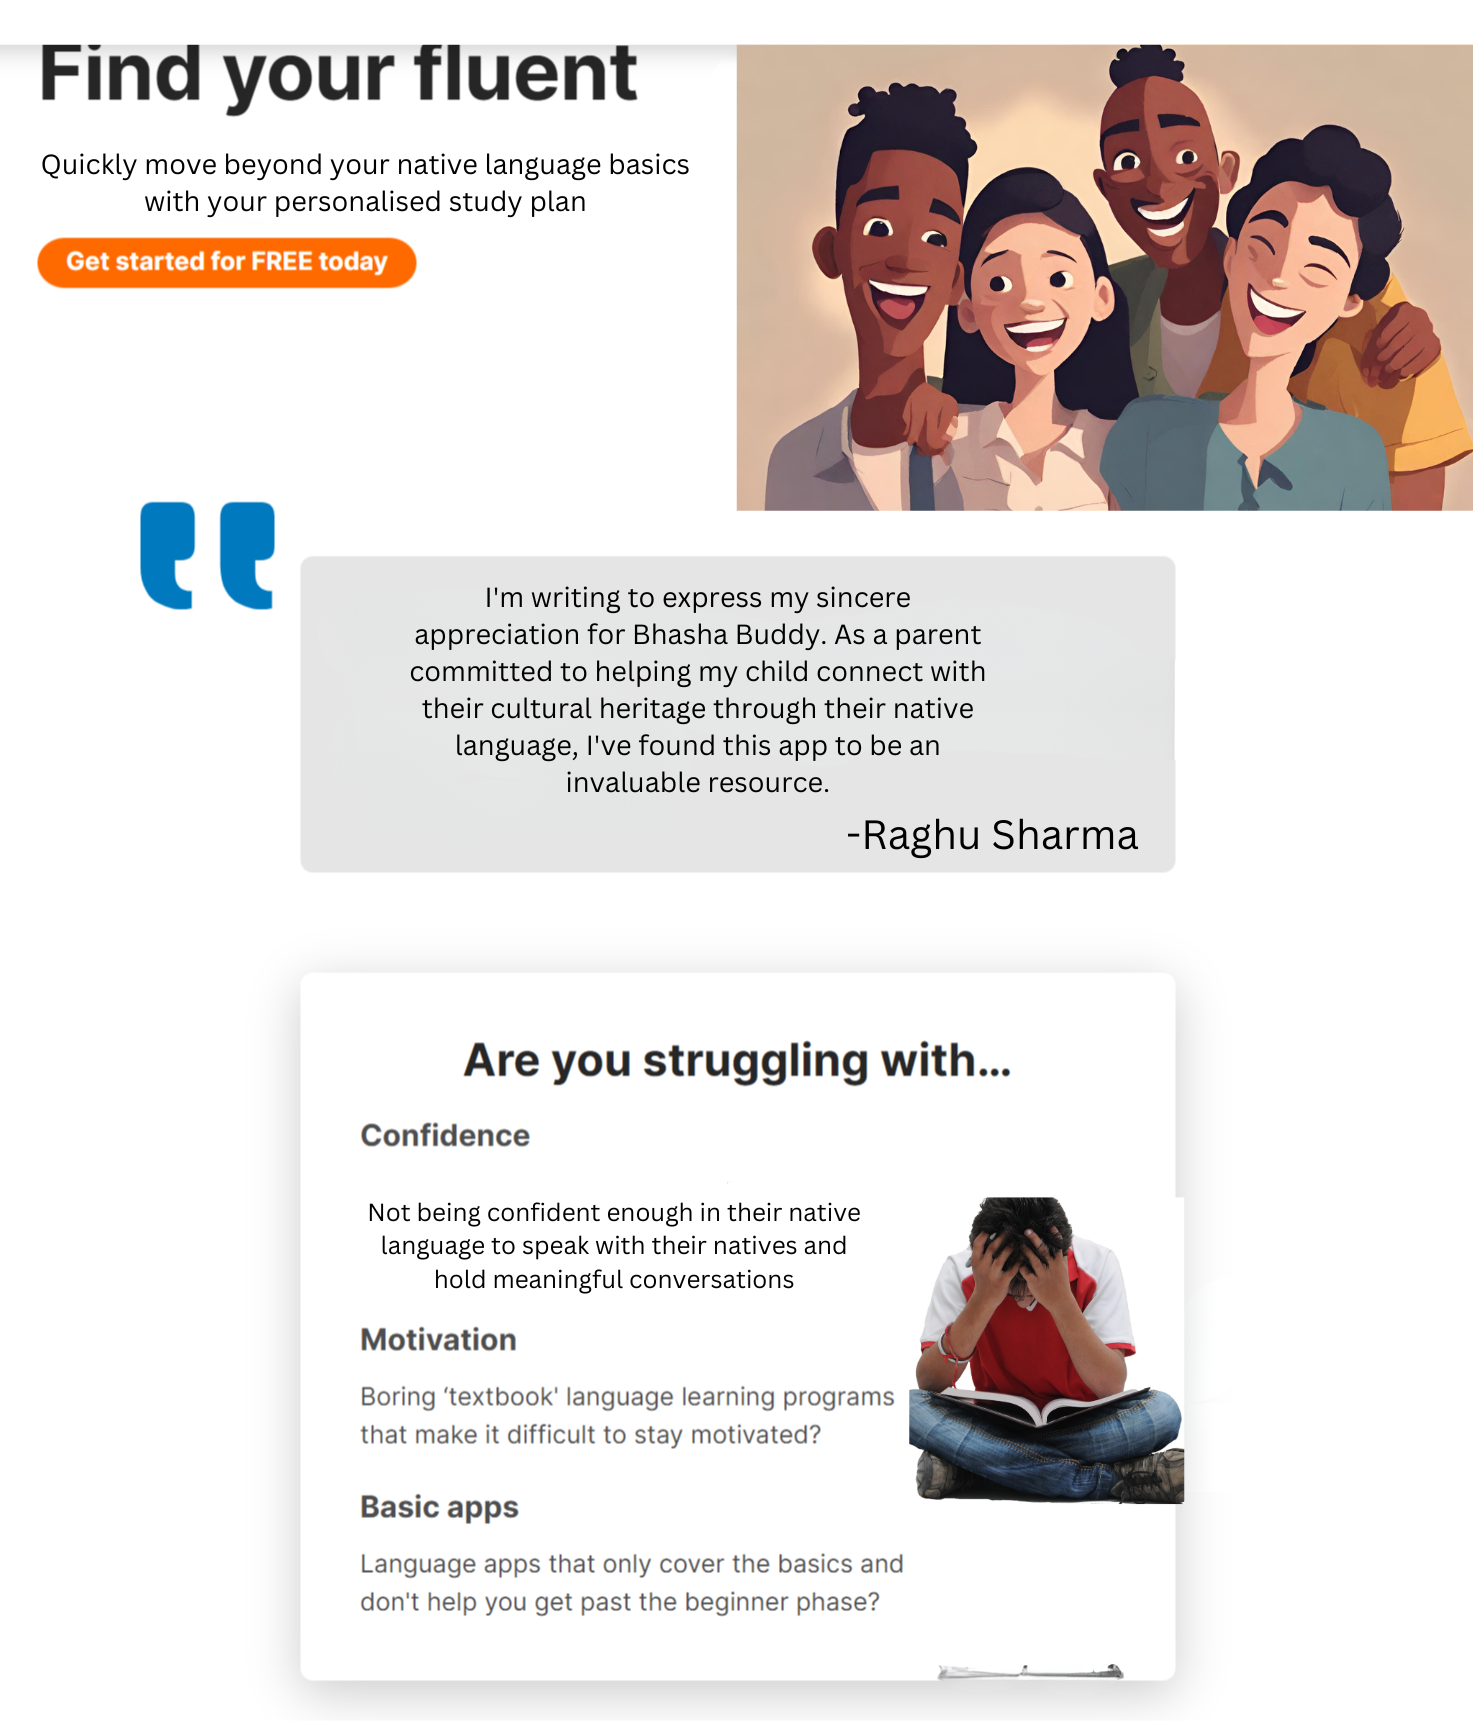 Find your fluent
Quickly move beyond your native language basics
with your personalised study plan
Get started for FREE today
I'm writing to express my sincere
appreciation for Bhasha Buddy. As a parent
committed to helping my child connect with
their cultural heritage through their native
language, I've found this app to be an
invaluable resource.
-Raghu Sharma
Are you struggling with...
Confidence
Not being confident enough in their native
language to speak with their natives and
hold meaningful conversations
Motivation
Boring ‘textbook' language learning programs
that make it difficult to stay motivated?
Basic apps
Language apps that only cover the basics and
don't help you get past the beginner phase?